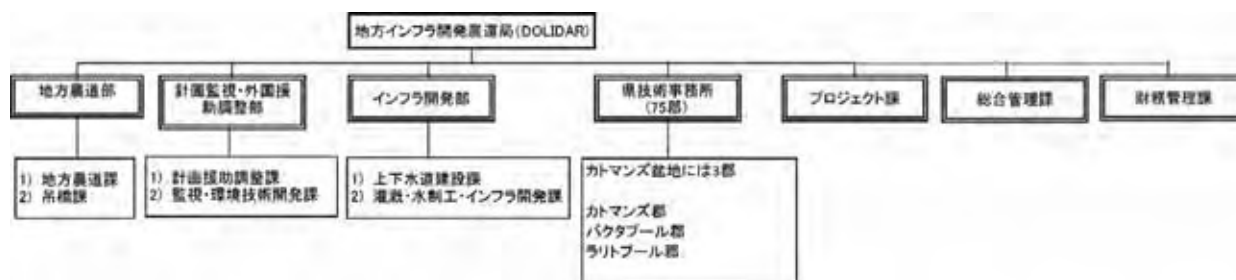 地方インフラ開発農道局(DOLIDAR)
地方農道部
計画監視・外国援
助調整部
インフラ開発部
県技術事務所
(75郡)
プロジェクト課
総合管理課
財務管理課
1) 地方農道課
2) 吊橋課
1) 計画援助調整課
2) 監視・環境技術開発課
1) 上下水道建設課
2) 灌漑・水制工・インフラ開発課
カトマンズ盆地には3郡
カトマンズ郡
バクタプール郡
ラリトプール郡